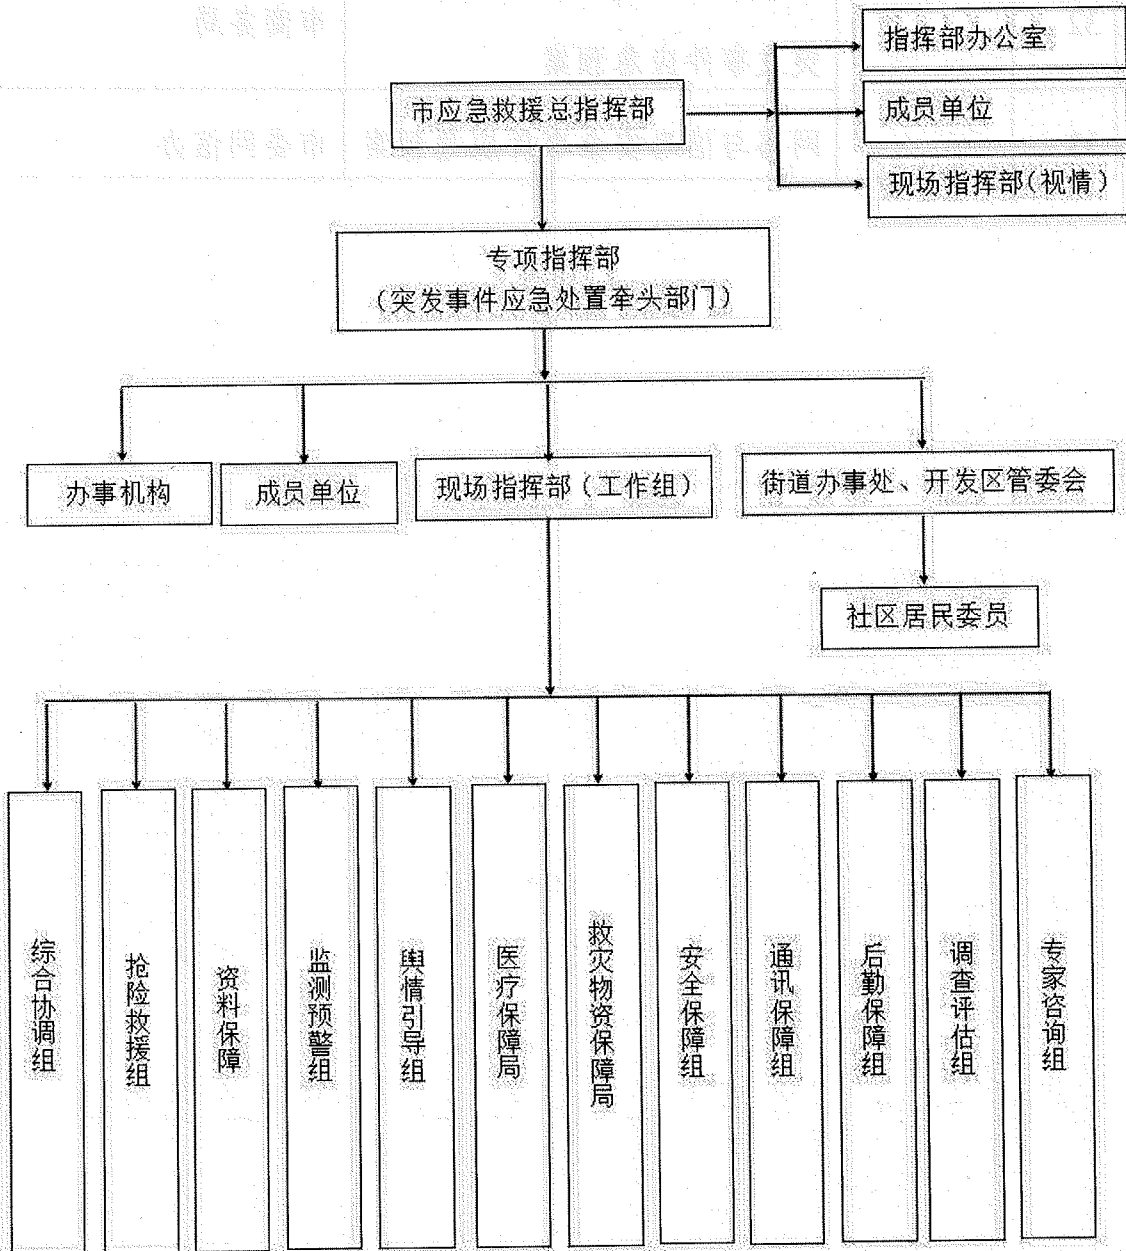 指挥部办公室
市应急救援总指挥部
成员单位
现场指挥部(视情)
专项指挥部
(突发事件应急处置牵头部门)
办事机构
成员单位
现场指挥部(工作组)
街道办事处、开发区管委会
社区居民委员
综合协调组
抢险救援组
资料保障
监测预警组
舆情引导组
医疗保障局
救灾物资保障局
安全保障组
通讯保障组
后勤保障组
调查评估组
专家咨询组